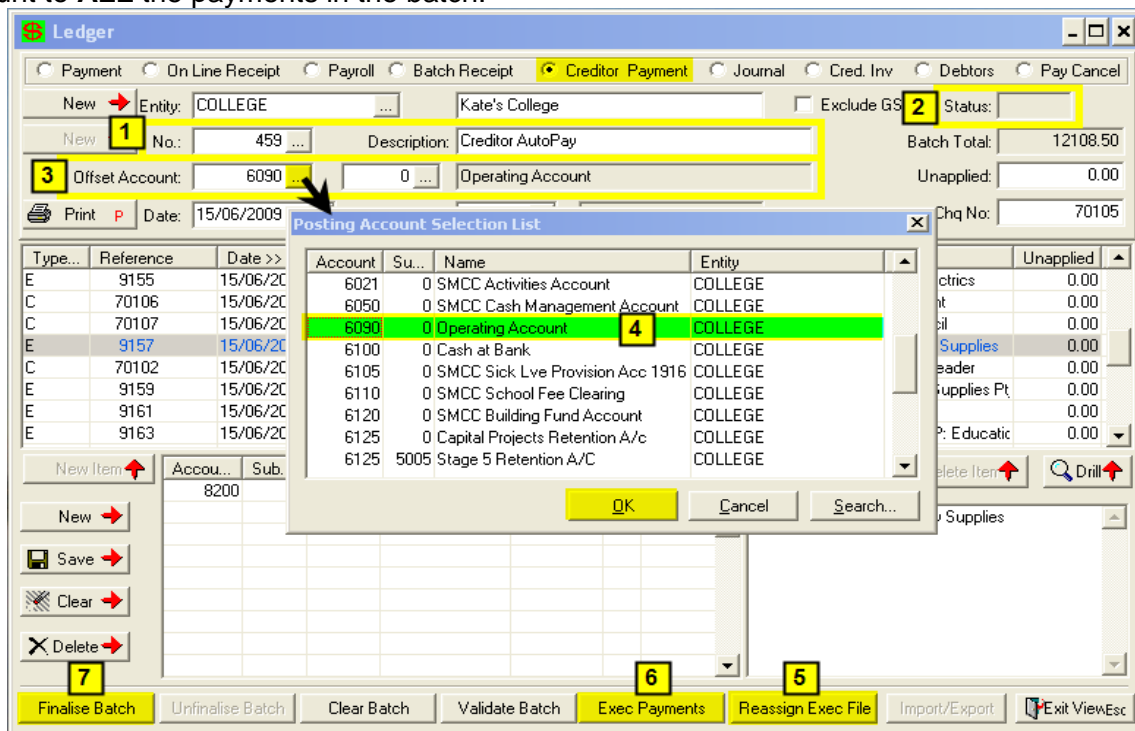 unt to ALL the payments in the batch.
$ Ledger
Payment On Line Receipt Payroll Batch Receipt Creditor Payment Journal Cred. Inv Debtors Pay Cancel
New Entity: COLLEGE ... Kate's College Exclude GS 2 Status:
New 1 No.: 459 ... Description: Creditor AutoPay Batch Total: 12108.50
3 Offset Account: 6090 ... 0 ... Operating Account Unapplied: 0.00
Print P Date: 15/06/2009 Chq No: 70105
Posting Account Selection List
Type... Reference Date >> Unapplied
E 9155 15/06/20 ctrics 0.00
C 70106 15/06/20 0.00
C 70107 15/06/20 0.00
E 9157 15/06/20 Supplies 0.00
C 70102 15/06/20 eader 0.00
E 9159 15/06/20 Supplies Pt 0.00
E 9161 15/06/20 0.00
E 9163 15/06/20 P: Educatic 0.00
Account Su... Name Entity
6021 0 SMCC Activities Account COLLEGE
6050 0 SMCC Cash Management Account COLLEGE
6090 0 Operating Account 4 COLLEGE
6100 0 Cash at Bank COLLEGE
6105 0 SMCC Sick Lve Provision Acc 1916 COLLEGE
6110 0 SMCC School Fee Clearing COLLEGE
6120 0 SMCC Building Fund Account COLLEGE
6125 0 Capital Projects Retention A/c COLLEGE
6125 5005 Stage 5 Retention A/C COLLEGE
OK Cancel Search...
New Item Accou... Sub. elete Item Drill
8200
New Supplies
Save
Clear
Delete
7 6 5
Finalise Batch Unfinalise Batch Clear Batch Validate Batch Exec Payments Reassign Exec File Import/Export Exit View Esc